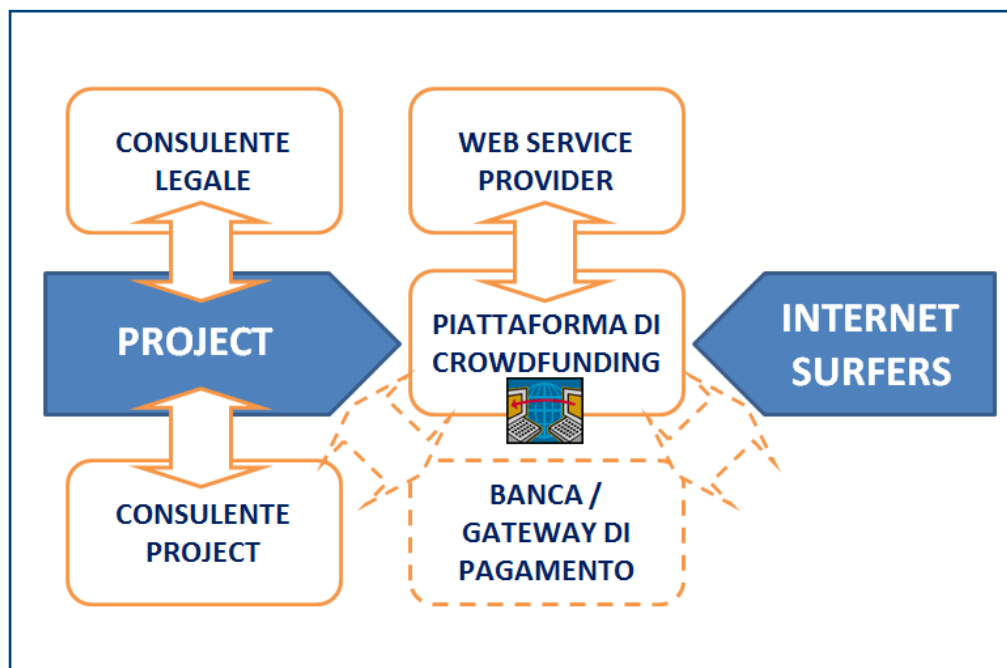 CONSULENTE
LEGALE
WEB SERVICE
PROVIDER
PROJECT
PIATTAFORMA DI
CROWDFUNDING
INTERNET
SURFERS
CONSULENTE
PROJECT
BANCA /
GATEWAY DI
PAGAMENTO